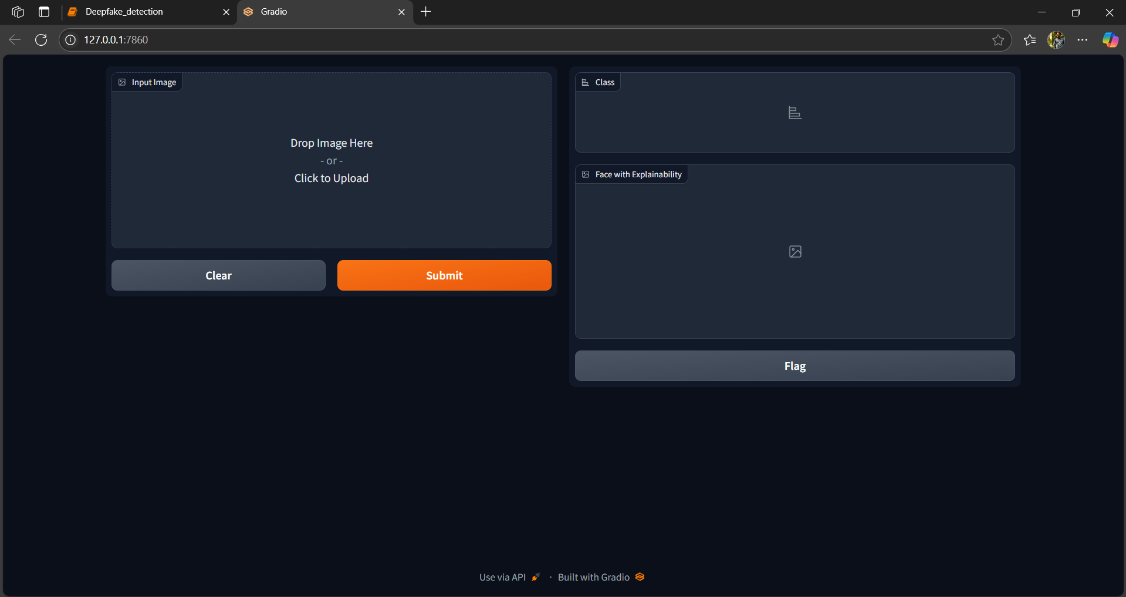 Deepfake_detection
Gradio
127.0.0.1:7860
Input Image
Drop Image Here
- or -
Click to Upload
Clear
Submit
Class
Face with Explainability
Flag
Use via API · Built with Gradio